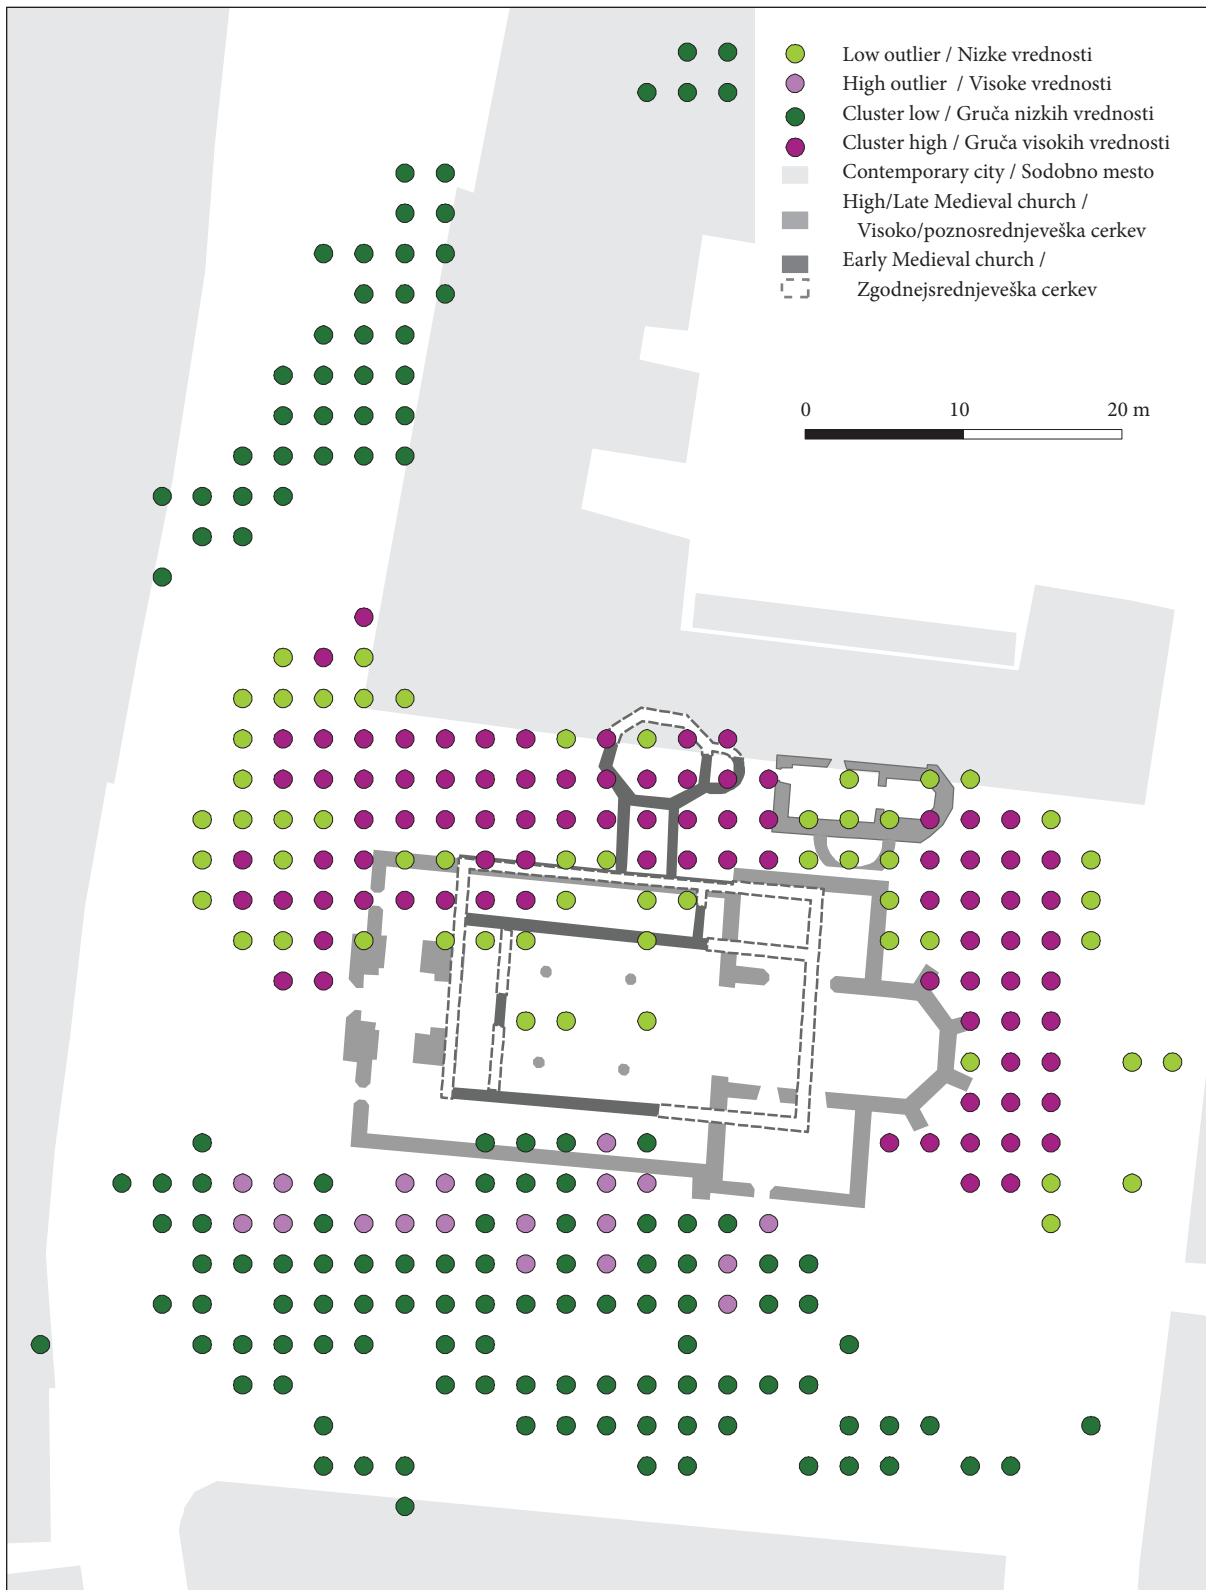 Low outlier / Nizke vrednosti
High outlier / Visoke vrednosti
Cluster low / Gruča nizkih vrednosti
Cluster high / Gruča visokih vrednosti
Contemporary city / Sodobno mesto
High/Late Medieval church /
Visoko/poznosrednjeveška cerkev
Early Medieval church /
Zgodnejsrednjeveška cerkev
0 10 20 m